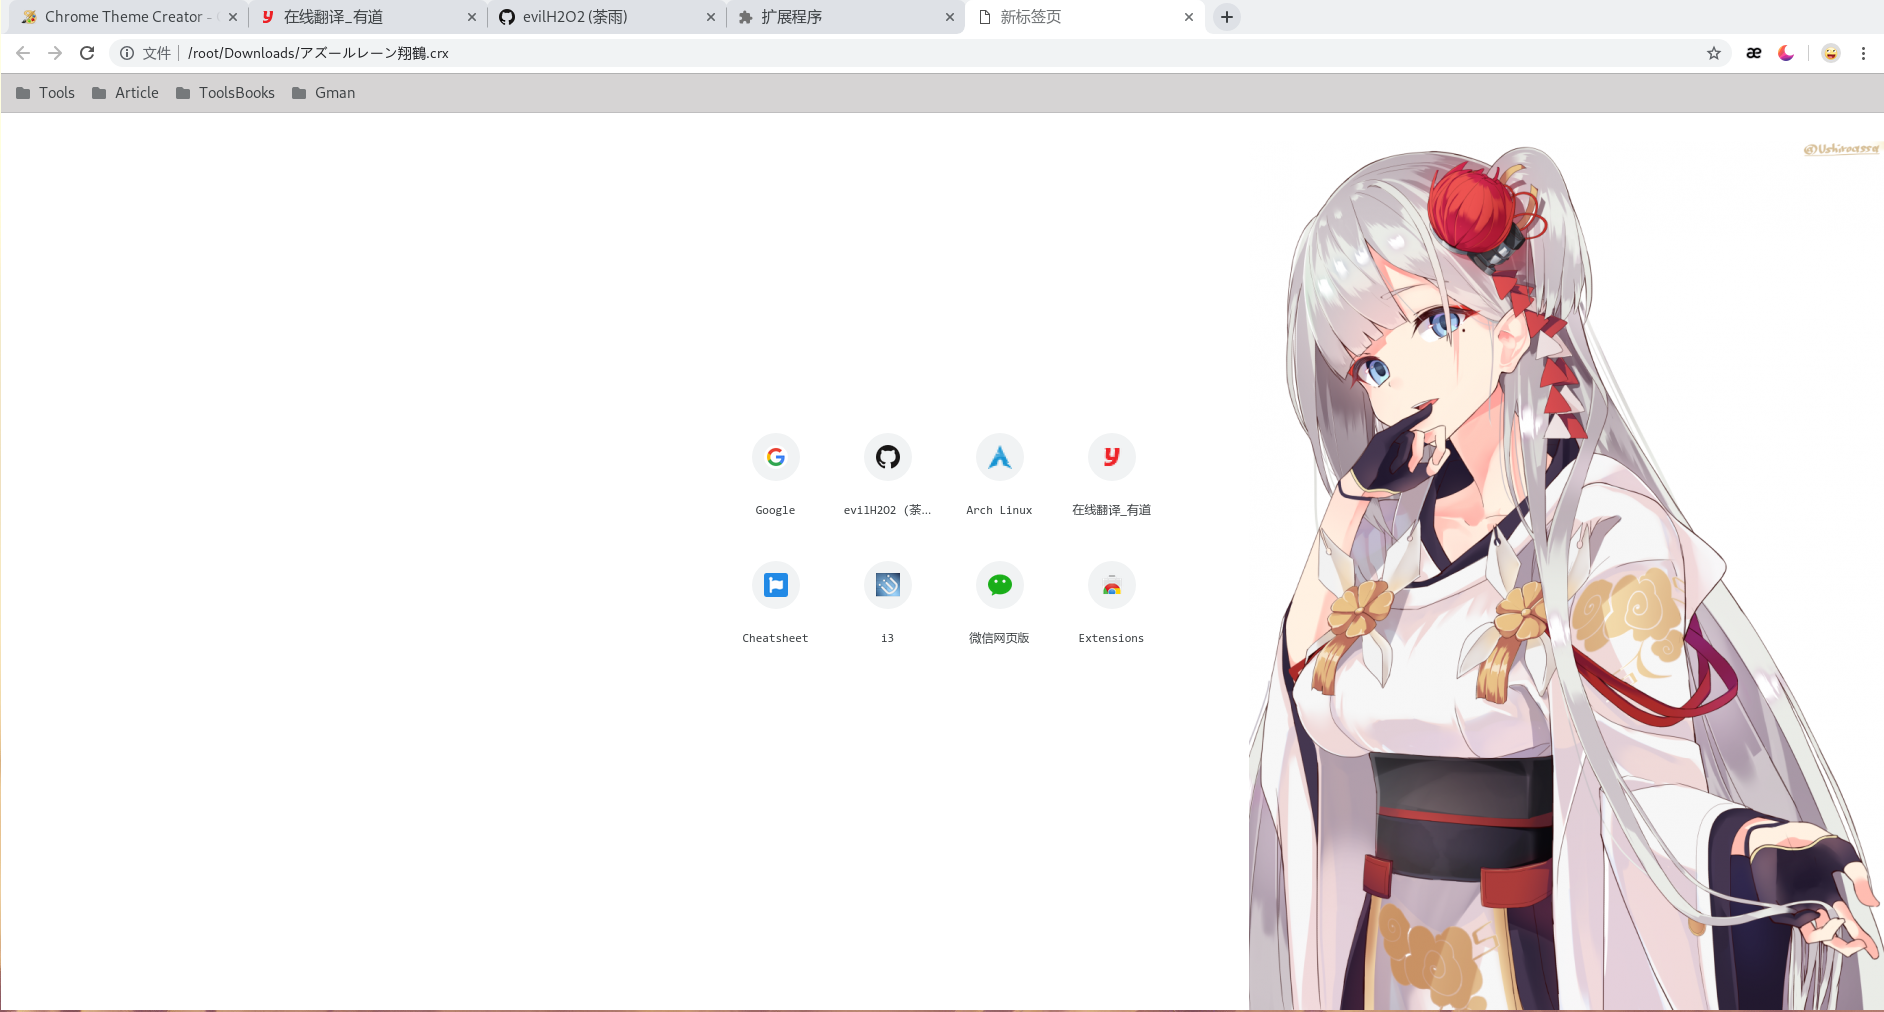 Chrome Theme Creator -
在线翻译_有道
evilH2O2 (荼雨)
扩展程序
新标签页
文件 | /root/Downloads/アズールレーン翔鶴.crx
Tools
Article
ToolsBooks
Gman
@Ushirocassa
Google
evilH2O2 (荼...
Arch Linux
在线翻译_有道
Cheatsheet
i3
微信网页版
Extensions